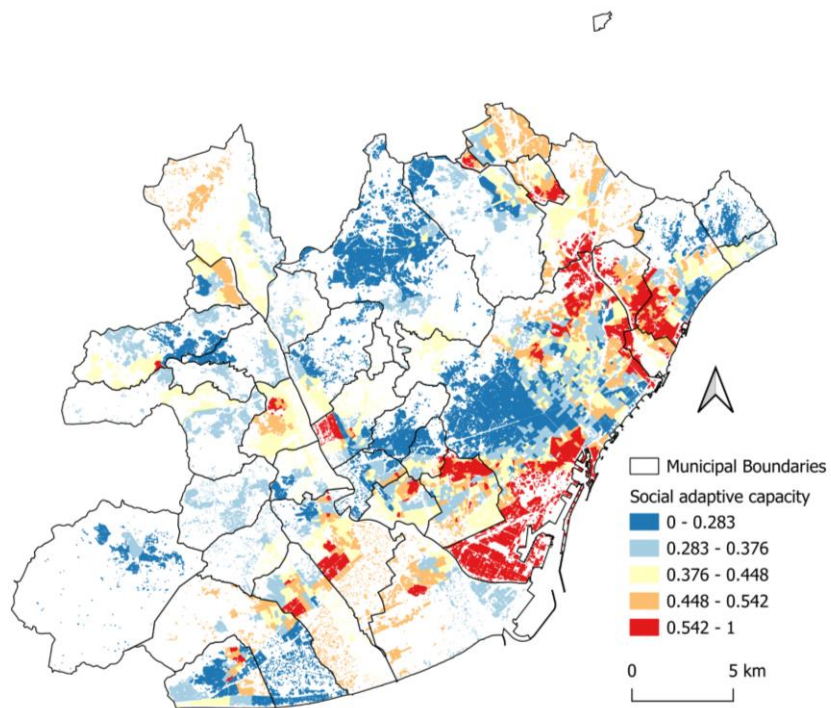 Municipal Boundaries
Social adaptive capacity
0 - 0.283
0.283 - 0.376
0.376 - 0.448
0.448 - 0.542
0.542 - 1
0 5 km